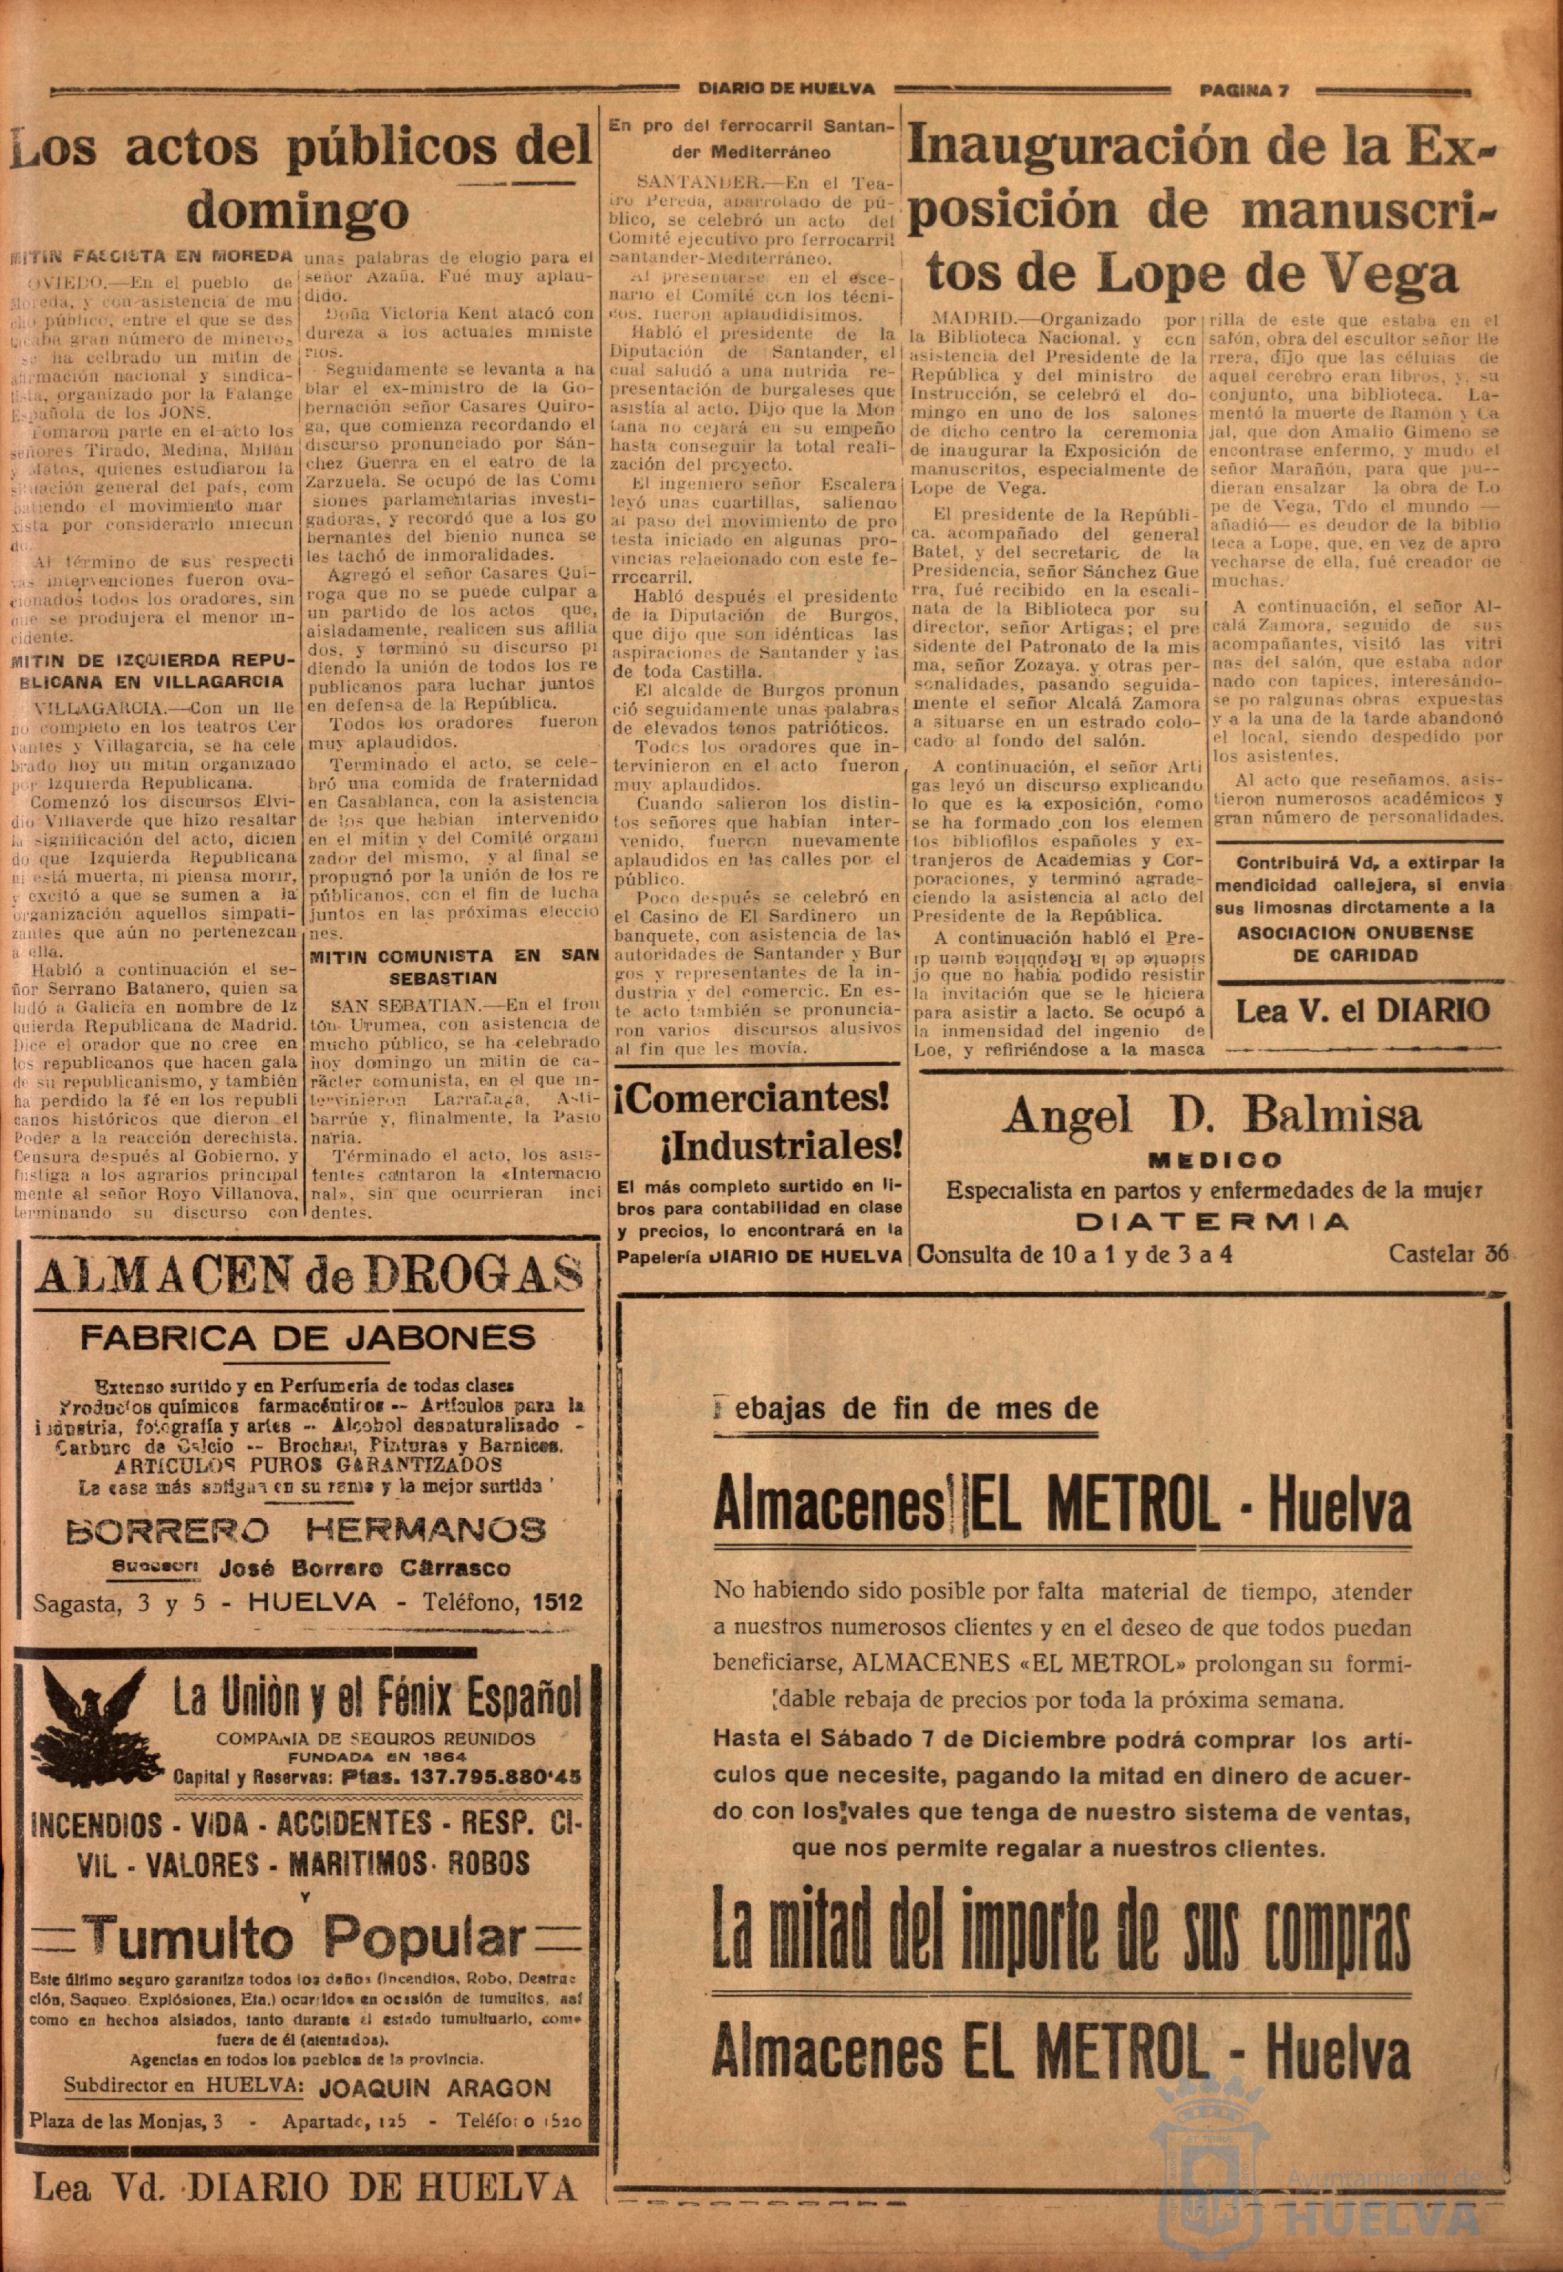 DIARIO DE HUELVA
PAGINA 7
Los actos públicos del
domingo
MITIN FASCISTA EN MOREDA
OVIEDO.—En el pueblo de
Moreda, y con asistencia de mu
cho público, entre el que se des
tacaba gran número de mineros,
se ha celbrado un mitin de
afirmación nacional y sindica-
lista, organizado por la Falange
Española de los JONS.
Tomaron parte en el acto los
señores Tirado, Medina, Millán
y Matos, quienes estudiaron la
situación general del país, com
batiendo el movimiento mar
xista por considerarlo infecun
do.
Al término de sus respecti
vas intervenciones fueron ova-
cionados todos los oradores, sin
que se produjera el menor in-
cidente.
MITIN DE IZQUIERDA REPU-
BLICANA EN VILLAGARCIA
VILLAGARCIA.—Con un lle
no completo en los teatros Cer
vantes y Villagarcia, se ha cele
brado hoy un mitin organizado
por Izquierda Republicana.
Comenzó los discursos Elvi-
dio Villaverde que hizo resaltar
la significación del acto, dicien
do que Izquierda Republicana
ni está muerta, ni piensa morir,
y excitó a que se sumen a la
organización aquellos simpati-
zantes que aún no pertenezcan
a ella.
Habló a continuación el se-
ñor Serrano Batanero, quien sa
ludó a Galicia en nombre de Iz
quierda Republicana de Madrid.
Dice el orador que no cree en
los republicanos que hacen gala
de su republicanismo, y también
ha perdido la fé en los republi
canos históricos que dieron el
Poder a la reacción derechista.
Censura después al Gobierno, y
fustiga a los agrarios principal
mente al señor Royo Villanova,
terminando su discurso con
unas palabras de elogio para el
señor Azaña. Fué muy aplau-
dido.
Doña Victoria Kent atacó con
dureza a los actuales ministe
rios.
Seguidamente se levanta a ha
blar el ex-ministro de la Go-
bernación señor Casares Quiro-
ga, que comienza recordando el
discurso pronunciado por Sán-
chez Guerra en el eatro de la
Zarzuela. Se ocupó de las Comi
siones parlamentarias investi-
gadoras, y recordó que a los go
bernantes del bienio nunca se
les tachó de inmoralidades.
Agregó el señor Casares Qui-
roga que no se puede culpar a
un partido de los actos que,
aisladamente, realicen sus afilia
dos, y terminó su discurso pi
diendo la unión de todos los re
publicanos para luchar juntos
en defensa de la República.
Todos los oradores fueron
muy aplaudidos.
Terminado el acto, se cele-
bró una comida de fraternidad
en Casablanca, con la asistencia
de los que habían intervenido
en el mitin y del Comité organi
zador del mismo, y al final se
propugnó por la unión de los re
públicanos, con el fin de lucha
juntos en las próximas eleccio
nes.
MITIN COMUNISTA EN SAN
SEBASTIAN
SAN SEBATIAN.—En el fron
tón Urumea, con asistencia de
mucho público, se ha celebrado
hoy domingo un mitin de ca-
rácter comunista, en el que in-
tervinieron Larrañaga, Asti-
barrúe y, flinalmente, la Pasio
naria.
Términado el acto, los asis-
tentes cantaron la «Internacio
nal», sin que ocurrieran inci
dentes.
En pro del ferrocarril Santan-
der Mediterráneo
SANTANDER.—En el Tea-
tro Pereda, abarrotado de pú-
blico, se celebró un acto del
Comité ejecutivo pro ferrocarril
Santander-Mediterráneo.
Al presentarse en el esce-
nario el Comité con los técni-
cos, fueron aplaudidísimos.
Habló el presidente de la
Diputación de Santander, el
cual saludó a una nutrida re-
presentación de burgaleses que
asistía al acto. Dijo que la Mon
tana no cejará en su empeño
hasta conseguir la total reali-
zación del proyecto.
El ingeniero señor Escalera
leyó unas cuartillas, saliendo
al paso del movimiento de pro
testa iniciado en algunas pro-
vincias relacionado con este fe-
rrocarril.
Habló después el presidente
de la Diputación de Burgos,
que dijo que son idénticas las
aspiraciones de Santander y las
de toda Castilla.
El alcalde de Burgos pronun
ció seguidamente unas palabras
de elevados tonos patrióticos.
Todos los oradores que in-
tervinieron en el acto fueron
muy aplaudidos.
Cuando salieron los distin-
tos señores que habían inter-
venido, fueron nuevamente
aplaudidos en las calles por el
público.
Poco después se celebró en
el Casino de El Sardinero un
banquete, con asistencia de las
autoridades de Santander y Bur
gos y representantes de la in-
dustria y del comercic. En es-
te acto también se pronuncia-
ron varios discursos alusivos
al fin que les movía.
¡Comerciantes!
¡Industriales!
El más completo surtido en li-
bros para contabilidad en clase
y precios, lo encontrará en la
Papelería DIARIO DE HUELVA
Inauguración de la Ex-
posición de manuscri-
tos de Lope de Vega
MADRID.—Organizado por
la Biblioteca Nacional. y con
asistencia del Presidente de la
República y del ministro de
Instrucción, se celebró el do-
mingo en uno de los salones
de dicho centro la ceremonia
de inaugurar la Exposición de
manuscritos, especialmente de
Lope de Vega.
El presidente de la Repúbli-
ca. acompañado del general
Batet, y del secretario de la
Presidencia, señor Sánchez Gue
rra, fué recibido en la escali-
nata de la Biblioteca por su
director, señor Artigas; el pre
sidente del Patronato de la mis
ma, señor Zozaya. y otras per-
sonalidades, pasando seguida-
mente el señor Alcalá Zamora
a situarse en un estrado colo-
cado al fondo del salón.
A continuación, el señor Arti
gas leyó un discurso explicando
lo que es la exposición, como
se ha formado con los elemen
tos bibliofilos españoles y ex-
tranjeros de Academias y Cor-
poraciones, y terminó agrade-
ciendo la asistencia al acto del
Presidente de la República.
A continuación habló el Pre-
sidente de la República quien di
jo que no habia podido resistir
la invitación que se le hiciera
para asistir a lacto. Se ocupó a
la inmensidad del ingenio de
Loe, y refiriéndose a la masca
rilla de este que estaba en el
salón, obra del escultor señor He
rrera, dijo que las células de
aquel cerebro eran libros, y, su
conjunto, una biblioteca. La-
mentó la muerte de Ramón y Ca
jal, que don Amalio Gimeno se
encontrase enfermo, y mudo el
señor Marañón, para que pu--
dieran ensalzar la obra de Lo
pe de Vega, Tdo el mundo —
añadió— es deudor de la biblio
teca a Lope, que, en vez de apro
vecharse de ella, fué creador de
muchas.
A continuación, el señor Al-
calá Zamora, seguido de sus
acompañantes, visitó las vitri
nas del salón, que estaba ador
nado con tapices, interesándo-
se po ralgunas obras expuestas
y a la una de la tarde abandonó
el local, siendo despedido por
los asistentes.
Al acto que reseñamos, asis-
tieron numerosos académicos y
gran número de personalidades.
Contribuirá Vd, a extirpar la
mendicidad callejera, si envia
sus limosnas dirctamente a la
ASOCIACION ONUBENSE
DE CARIDAD
Lea V. el DIARIO
Angel D. Balmisa
MEDICO
Especialista en partos y enfermedades de la mujer
DIATERMIA
Consulta de 10 a 1 y de 3 a 4 Castelar 36
ALMACEN de DROGAS
FABRICA DE JABONES
Extenso surtido y en Perfumería de todas clases
Productos químicos farmacénticos -- Artículos para la
industria, fotografía y artes -- Alcohol desnaturalizado -
Carburo de Calcio -- Brochan, Pinturas y Barnices.
ARTICULOS PUROS GARANTIZADOS
La casa más antigua en su ramo y la mejor surtida
BORRERO HERMANOS
Sucesor: José Borrero Carrasco
Sagasta, 3 y 5 - HUELVA - Teléfono, 1512
La Unión y el Fénix Español
COMPAÑIA DE SEGUROS REUNIDOS
FUNDADA EN 1864
Capital y Reservas: Ptas. 137.795.880'45
INCENDIOS - VIDA - ACCIDENTES - RESP. CI-
VIL - VALORES - MARITIMOS - ROBOS
Y
Tumulto Popular
Este último seguro garantiza todos los daños (Incendios, Robo, Destruc
ción, Saqueo. Explósiones, Eta.) ocurridos en ocasión de tumultos, así
como en hechos aislados, tanto durante el estado tumultuario, como
fuera de él (atentados).
Agencias en todos los pueblos de la provincia.
Subdirector en HUELVA: JOAQUIN ARAGON
Plaza de las Monjas, 3 - Apartado, 125 - Teléfono 1520
Lea Vd. DIARIO DE HUELVA
Rebajas de fin de mes de
Almacenes EL METROL - Huelva
No habiendo sido posible por falta material de tiempo, atender
a nuestros numerosos clientes y en el deseo de que todos puedan
beneficiarse, ALMACENES «EL METROL» prolongan su formi-
dable rebaja de precios por toda la próxima semana.
Hasta el Sábado 7 de Diciembre podrá comprar los artí-
culos que necesite, pagando la mitad en dinero de acuer-
do con los vales que tenga de nuestro sistema de ventas,
que nos permite regalar a nuestros clientes.
La mitad del importe de sus compras
Almacenes EL METROL - Huelva
Ayuntamiento de
HUELVA